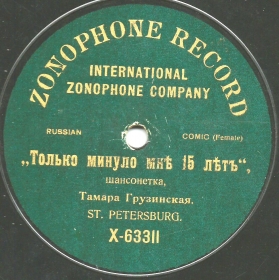 ZONOPHONE RECORD
INTERNATIONAL
ZONOPHONE COMPANY
RUSSIAN COMIC (Female)
„Только минуло мнѣ 15 лѣтъ“,
шансонетка,
Тамара Грузинская.
ST. PETERSBURG.
X-63311